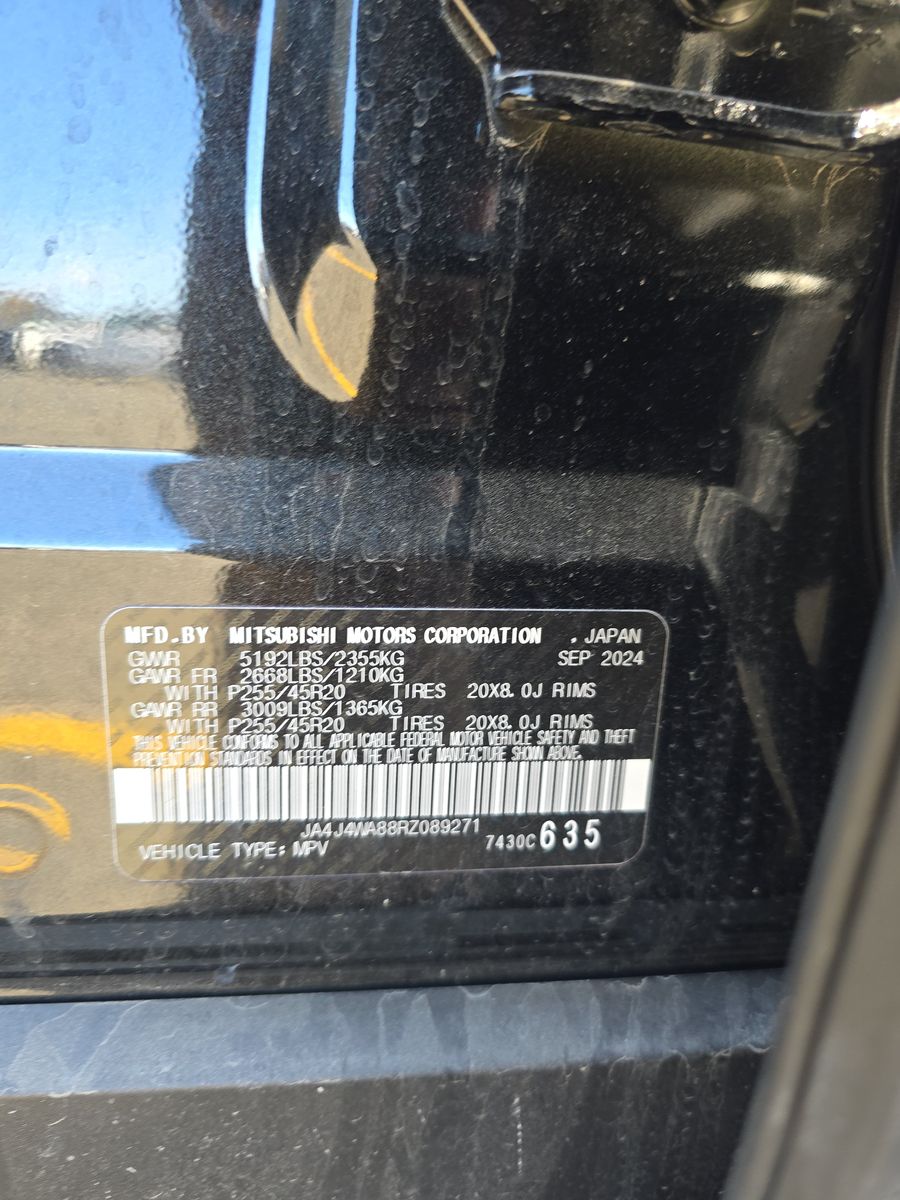 MFD.BY MITSUBISHI MOTORS CORPORATION . JAPAN
GVWR 5192LBS/2355KG SEP 2024
GAWR FR 2668LBS/1210KG
WITH P255/45R20 TIRES 20X8.0J RIMS
GAWR RR 3009LBS/1365KG
WITH P255/45R20 TIRES 20X8.0J RIMS
THIS VEHICLE CONFORMS TO ALL APPLICABLE FEDERAL MOTOR VEHICLE SAFETY AND THEFT
PREVENTION STANDARDS IN EFFECT ON THE DATE OF MANUFACTURE SHOWN ABOVE.
JA4J4WA88RZ089271
VEHICLE TYPE: MPV 7430C 635